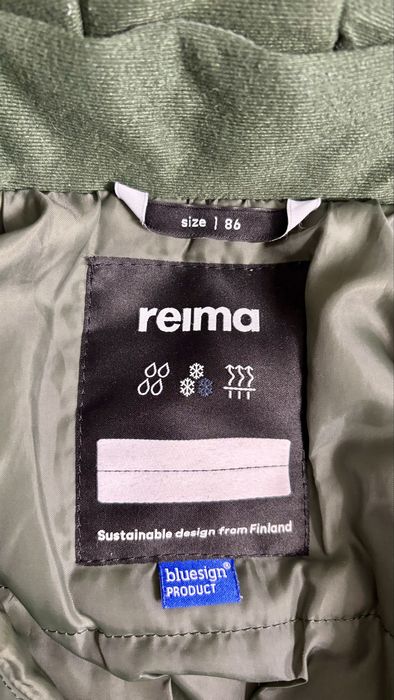 size | 86
reima
Sustainable design from Finland
bluesign®
PRODUCT